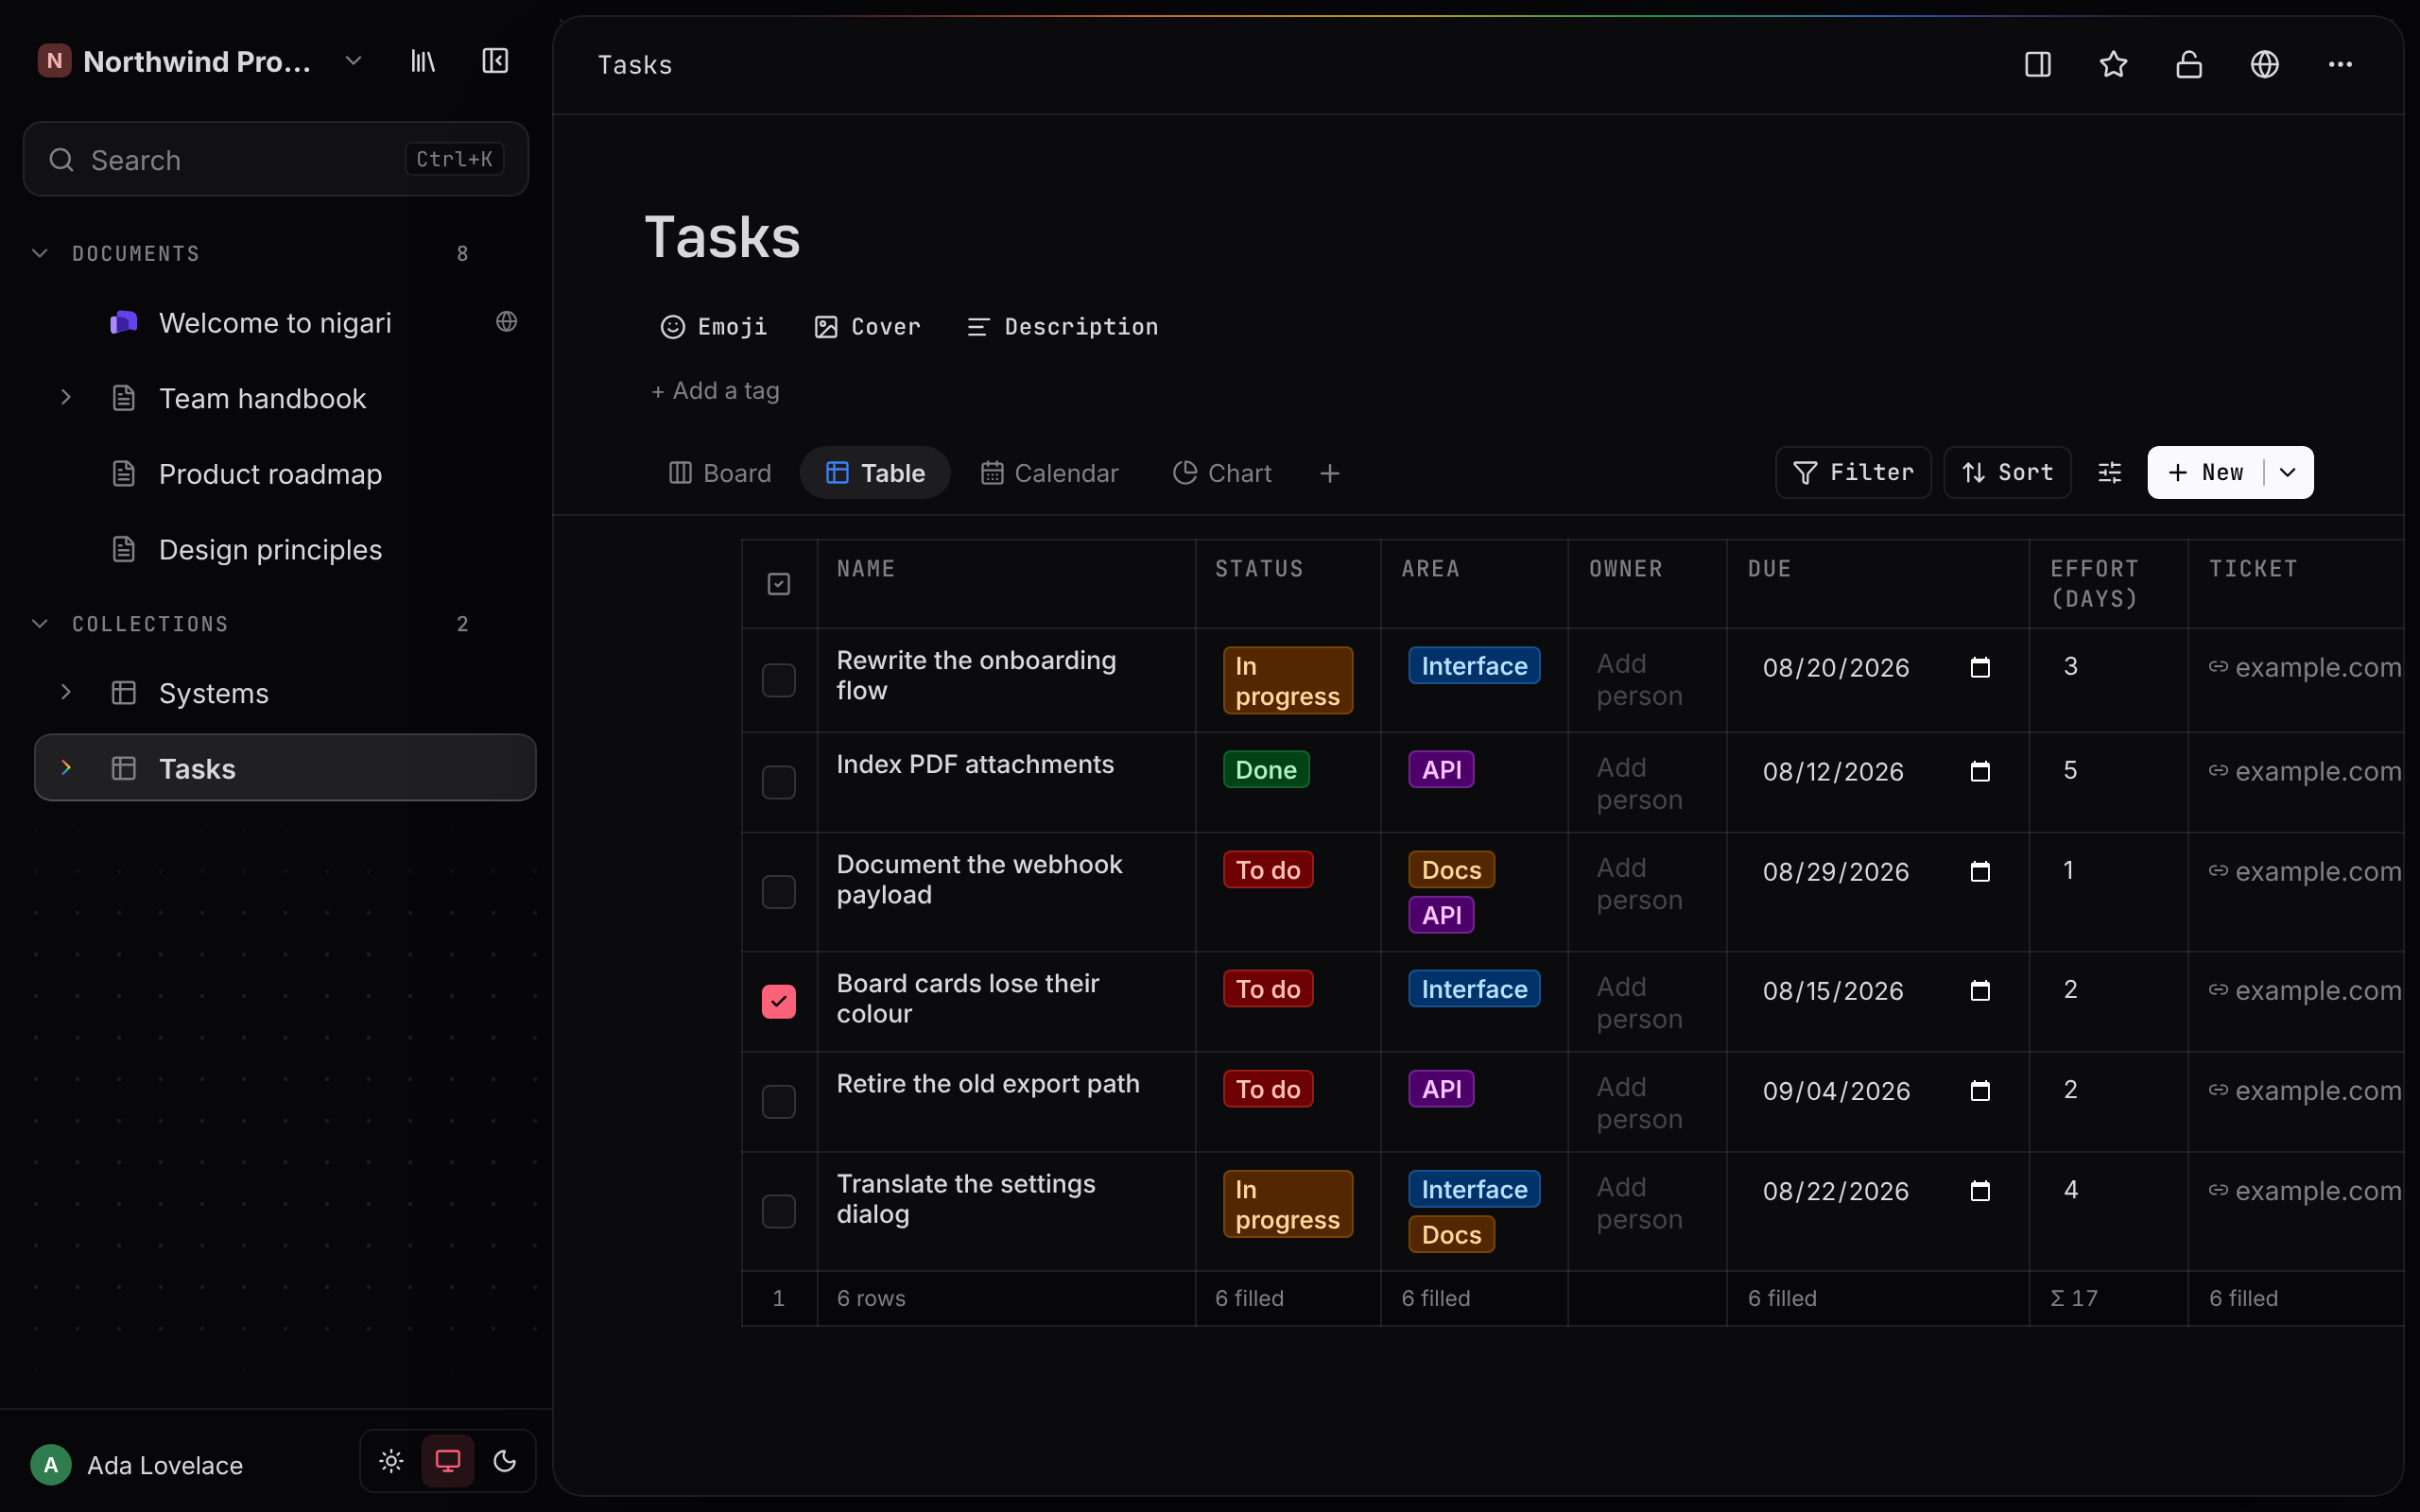 N Northwind Pro...
Search Ctrl+K
DOCUMENTS 8
Welcome to nigari
Team handbook
Product roadmap
Design principles
COLLECTIONS 2
Systems
Tasks
A Ada Lovelace
Tasks
Tasks
Emoji Cover Description
+ Add a tag
Board Table Calendar Chart
Filter Sort New
NAME STATUS AREA OWNER DUE EFFORT (DAYS) TICKET
Rewrite the onboarding
flow
In
progress
Interface
Add
person
08/20/2026
3
example.com
Index PDF attachments
Done
API
Add
person
08/12/2026
5
example.com
Document the webhook
payload
To do
Docs
API
Add
person
08/29/2026
1
example.com
Board cards lose their
colour
To do
Interface
Add
person
08/15/2026
2
example.com
Retire the old export path
To do
API
Add
person
09/04/2026
2
example.com
Translate the settings
dialog
In
progress
Interface
Docs
Add
person
08/22/2026
4
example.com
1 6 rows 6 filled 6 filled 6 filled Σ 17 6 filled